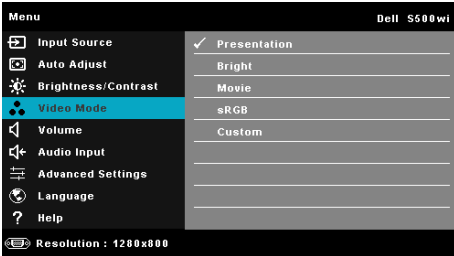 Menu Dell S500wi
Input Source
Auto Adjust
Brightness/Contrast
Video Mode
Volume
Audio Input
Advanced Settings
Language
? Help
Presentation
Bright
Movie
sRGB
Custom
Resolution : 1280x800